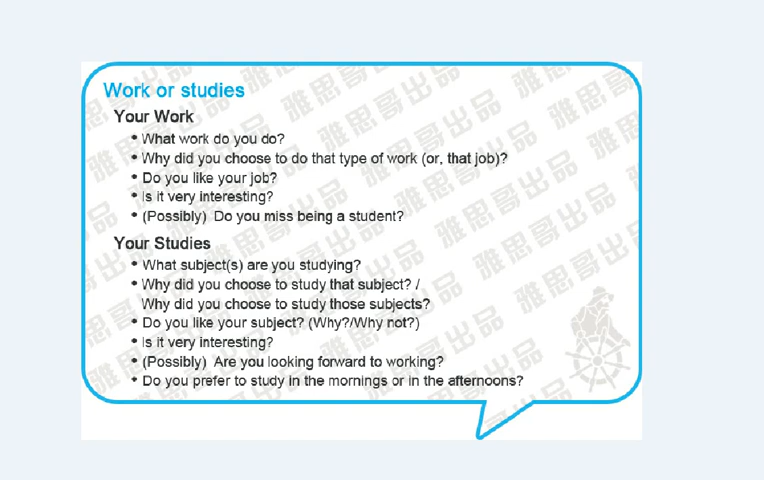 Work or studies
Your Work
• What work do you do?
• Why did you choose to do that type of work (or, that job)?
• Do you like your job?
• Is it very interesting?
• (Possibly) Do you miss being a student?
Your Studies
• What subject(s) are you studying?
• Why did you choose to study that subject? /
Why did you choose to study those subjects?
• Do you like your subject? (Why?/Why not?)
• Is it very interesting?
• (Possibly) Are you looking forward to working?
• Do you prefer to study in the mornings or in the afternoons?
雅思哥出品